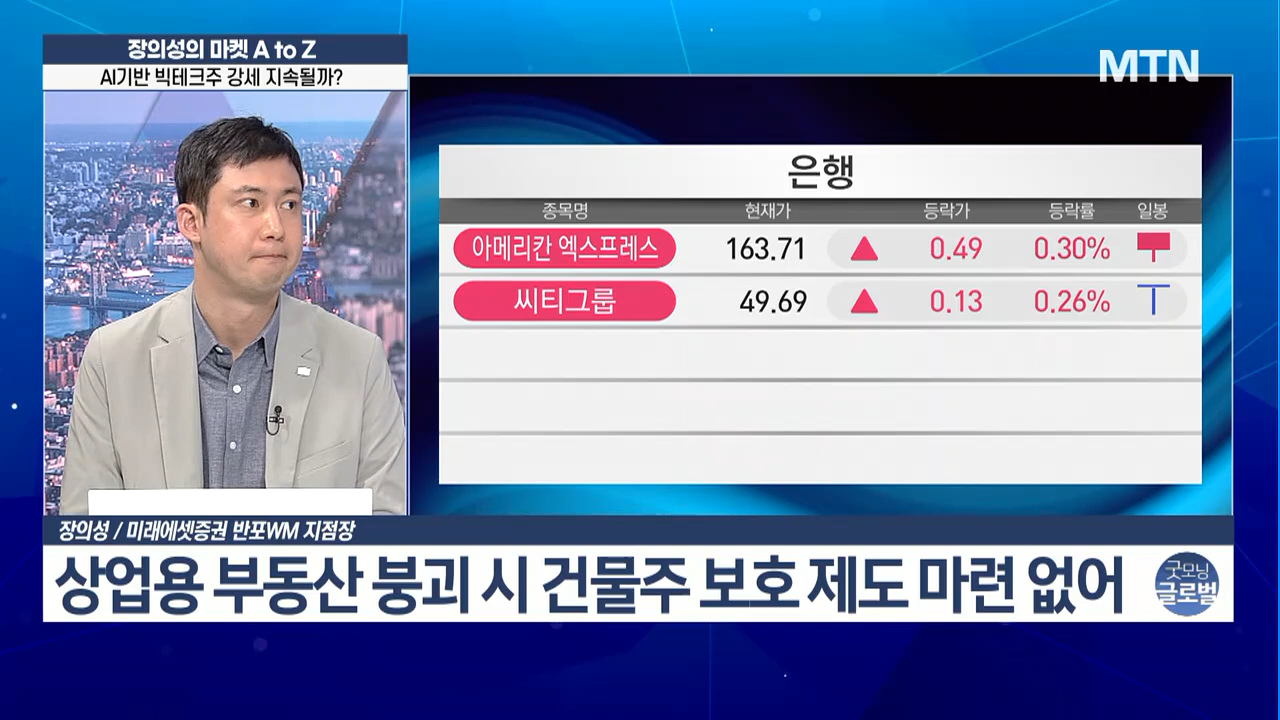 장의성의 마켓 A to Z
AI기반 빅테크주 강세 지속될까?
MTN
은행
종목명 현재가 등락가 등락률 일봉
아메리칸 엑스프레스 163.71 ▲ 0.49 0.30%
씨티그룹 49.69 ▲ 0.13 0.26%
장의성 / 미래에셋증권 반포WM 지점장
상업용 부동산 붕괴 시 건물주 보호 제도 마련 없어
굿모닝
글로벌